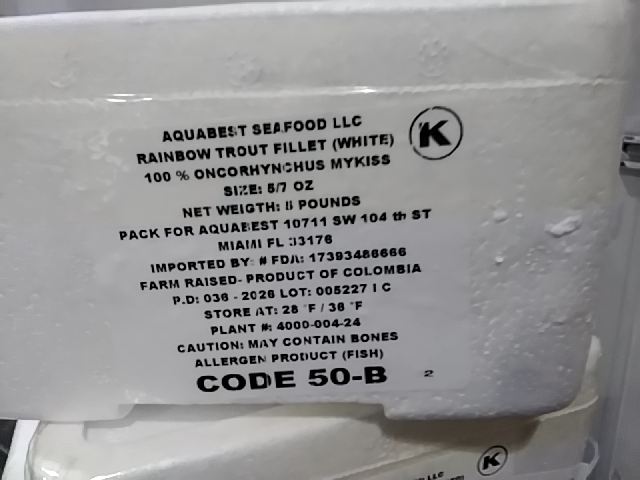 AQUABEST SEAFOOD LLC
K
RAINBOW TROUT FILLET (WHITE)
100 % ONCORHYNCHUS MYKISS
SIZE: 5/7 OZ
NET WEIGTH: POUNDS
PACK FOR AQUABEST 10711 SW 104 th ST
MIAMI FL 33176
IMPORTED BY: # FDA: 17393486666
FARM RAISED- PRODUCT OF COLOMBIA
P.D: 036 - 2026 LOT: 005227 I C
STORE AT: 28 °F / 36 °F
PLANT #: 4000-004-24
CAUTION: MAY CONTAIN BONES
ALLERGEN PRODUCT (FISH)
CODE 50-B 2
K
LLC